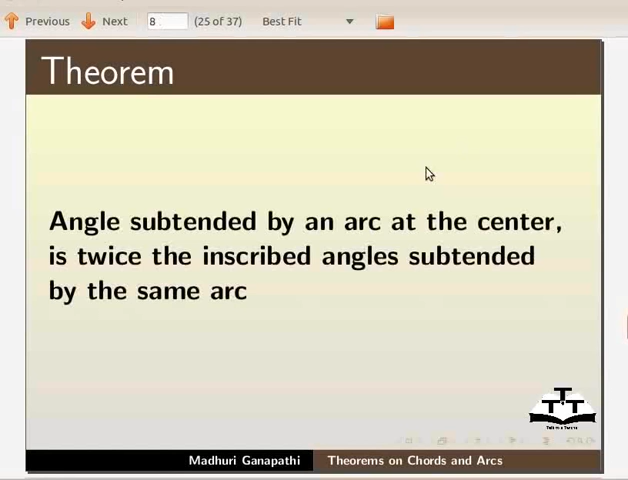 Previous Next 8 (25 of 37) Best Fit
Theorem
Angle subtended by an arc at the center,
is twice the inscribed angles subtended
by the same arc
T
T T
Madhuri Ganapathi Theorems on Chords and Arcs